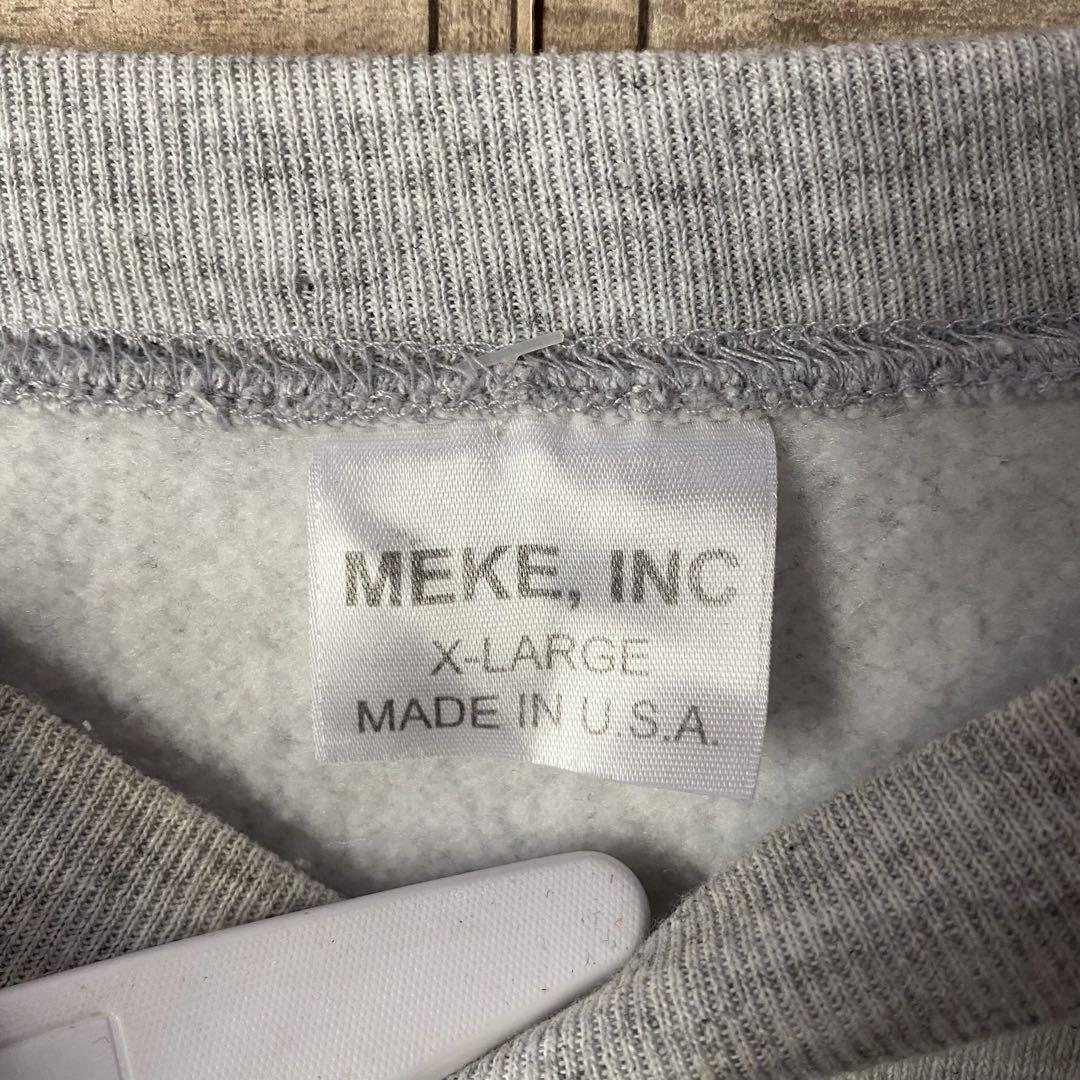 MEKE, INC
X-LARGE
MADE IN U.S.A.